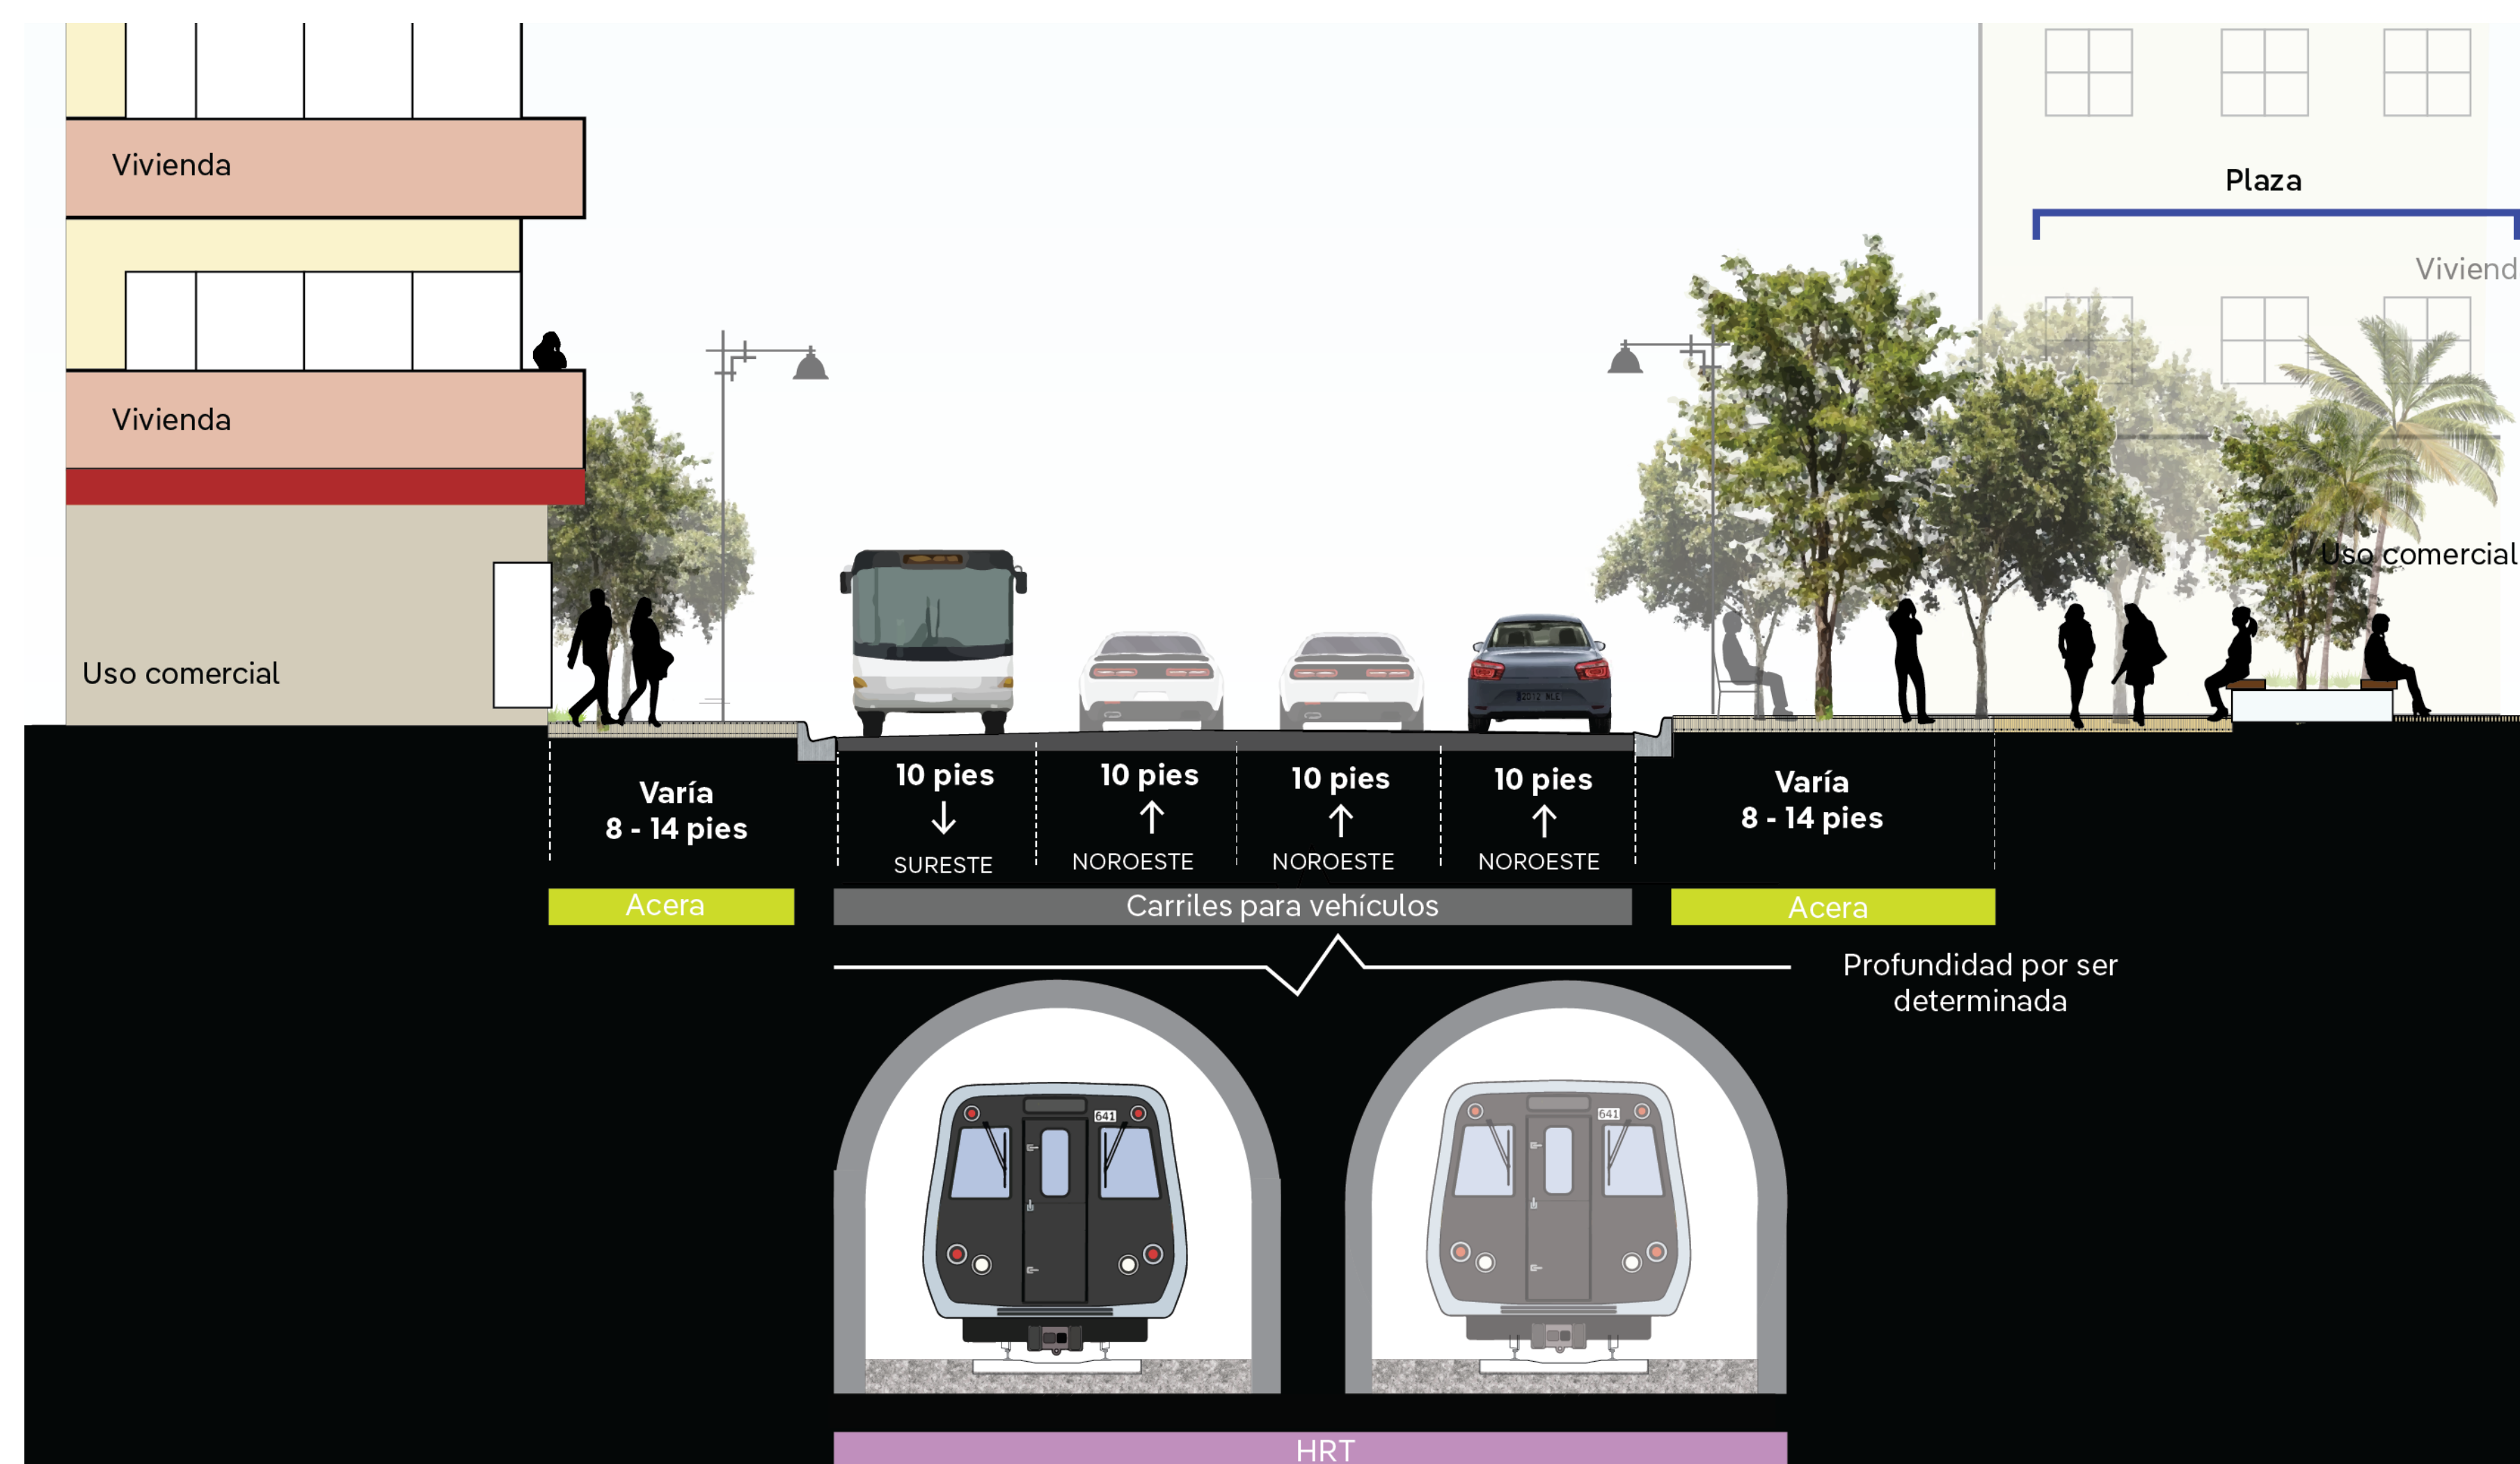 Vivienda
Plaza
Viviend
Vivienda
Uso comercial
Uso comercial
10 pies
10 pies
10 pies
10 pies
Varía
8 - 14 pies
Varía
8 - 14 pies
SURESTE
NOROESTE
NOROESTE
NOROESTE
Acera
Carriles para vehículos
Acera
Profundidad por ser
determinada
641
641
HRT